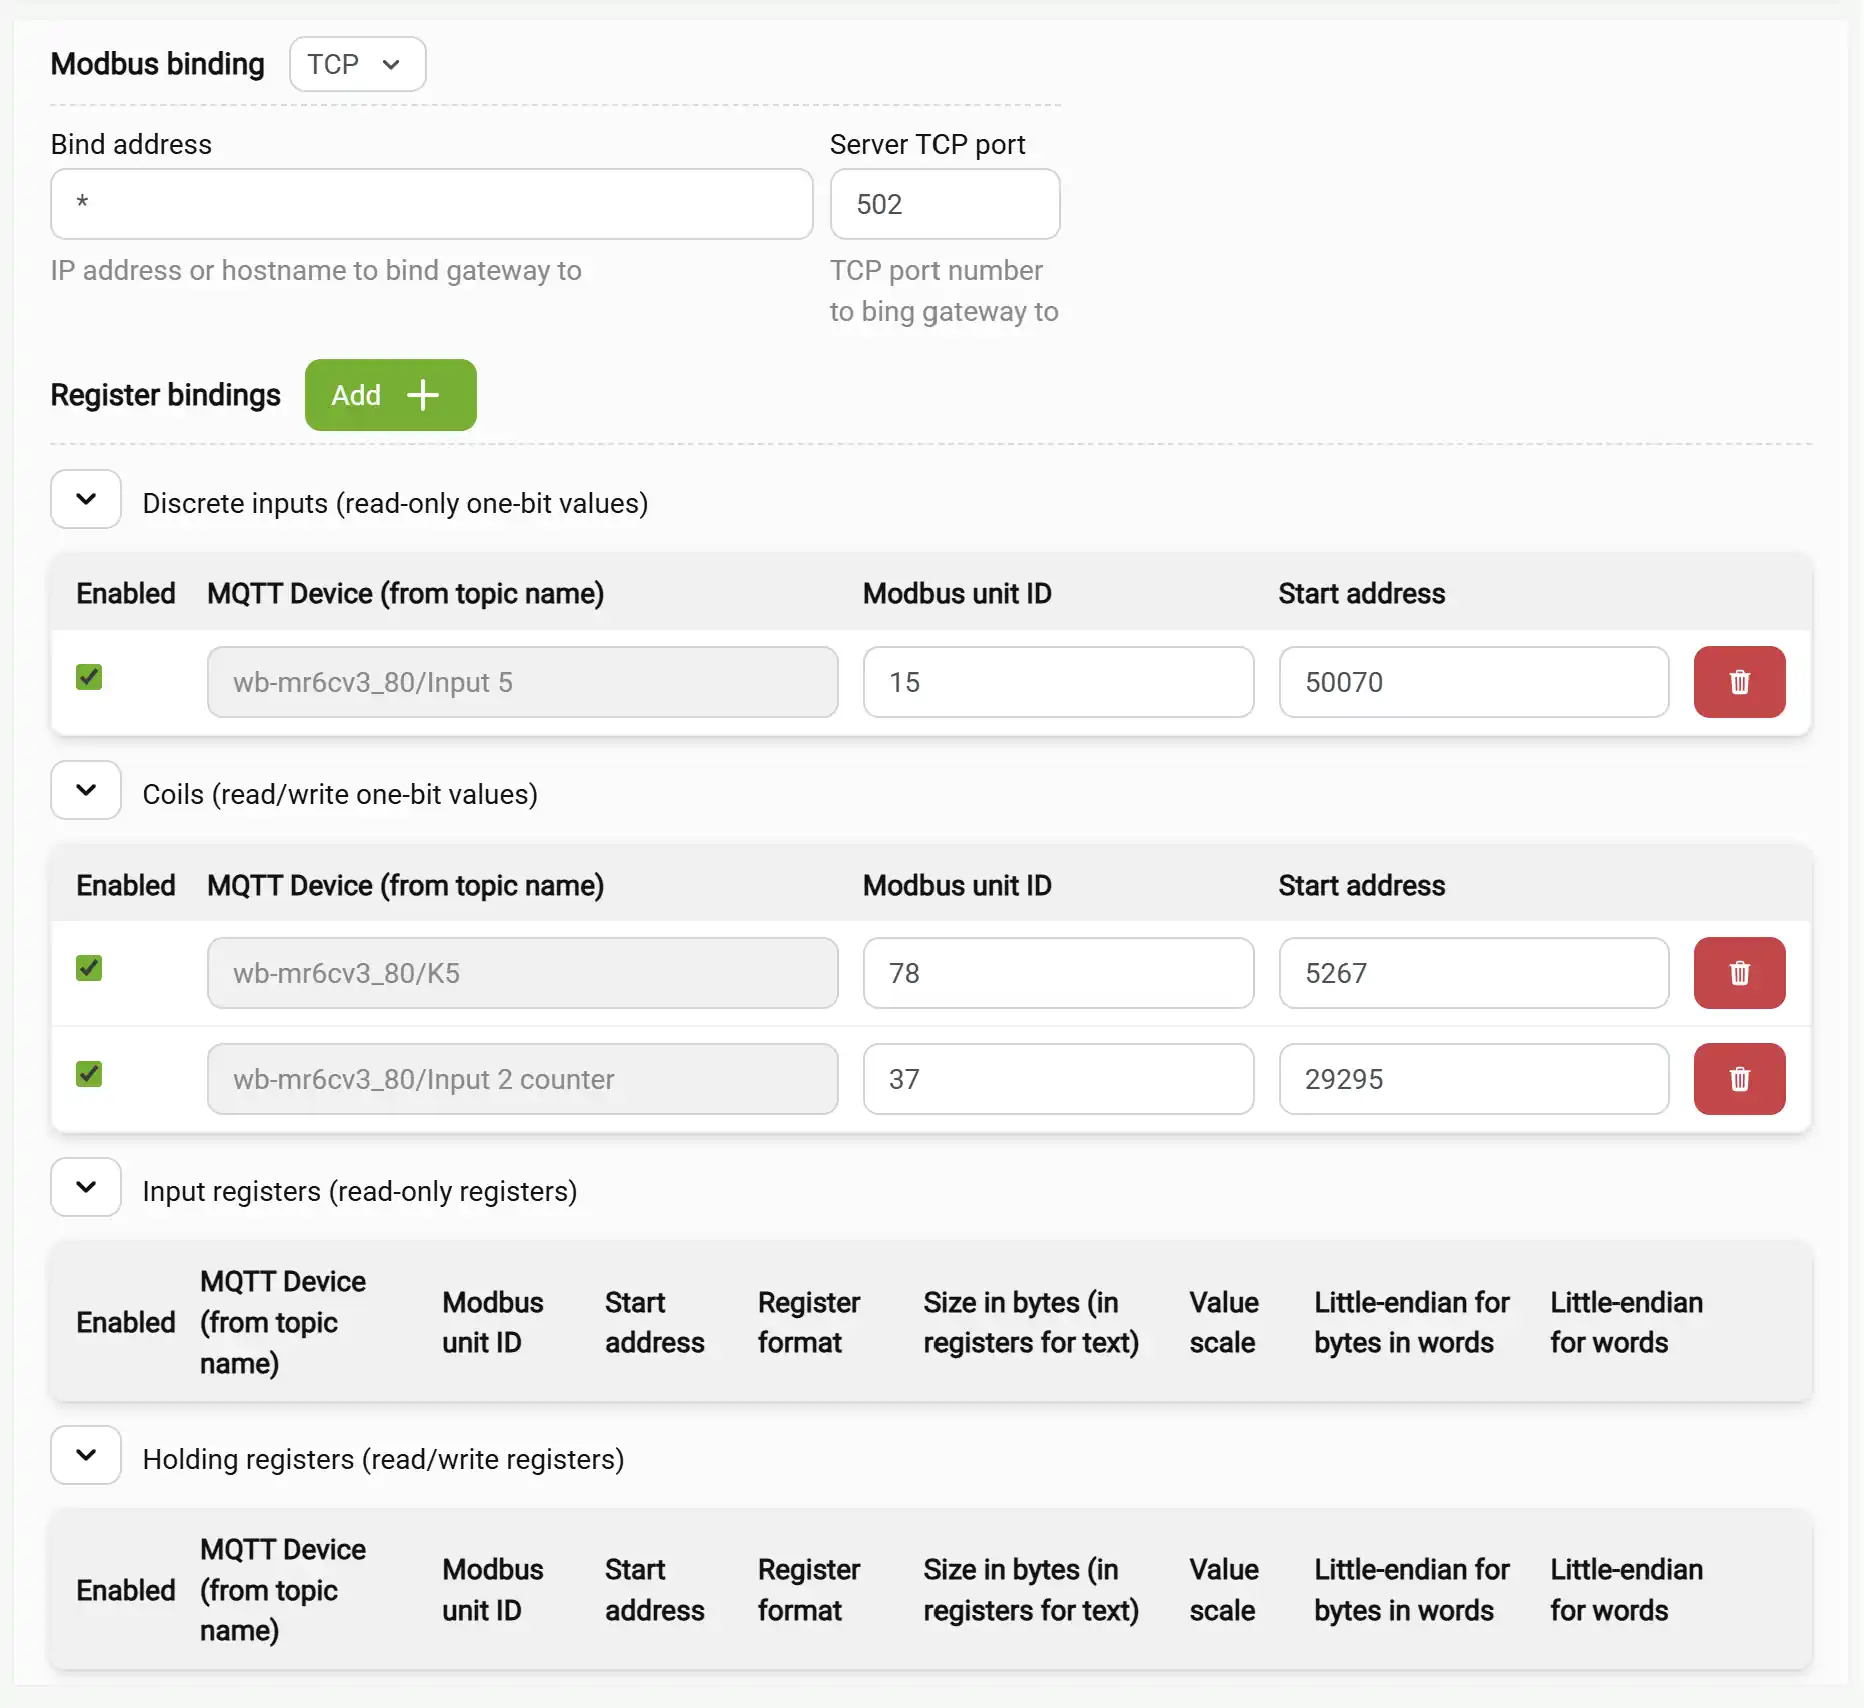 Modbus binding TCP
Bind address Server TCP port
* 502
IP address or hostname to bind gateway to TCP port number
to bing gateway to
Register bindings Add
Discrete inputs (read-only one-bit values)
Enabled MQTT Device (from topic name) Modbus unit ID Start address
wb-mr6cv3_80/Input 5 15 50070
Coils (read/write one-bit values)
Enabled MQTT Device (from topic name) Modbus unit ID Start address
wb-mr6cv3_80/K5 78 5267
wb-mr6cv3_80/Input 2 counter 37 29295
Input registers (read-only registers)
Enabled
MQTT Device
(from topic
name)
Modbus
unit ID
Start
address
Register
format
Size in bytes (in
registers for text)
Value
scale
Little-endian for
bytes in words
Little-endian
for words
Holding registers (read/write registers)
Enabled
MQTT Device
(from topic
name)
Modbus
unit ID
Start
address
Register
format
Size in bytes (in
registers for text)
Value
scale
Little-endian for
bytes in words
Little-endian
for words